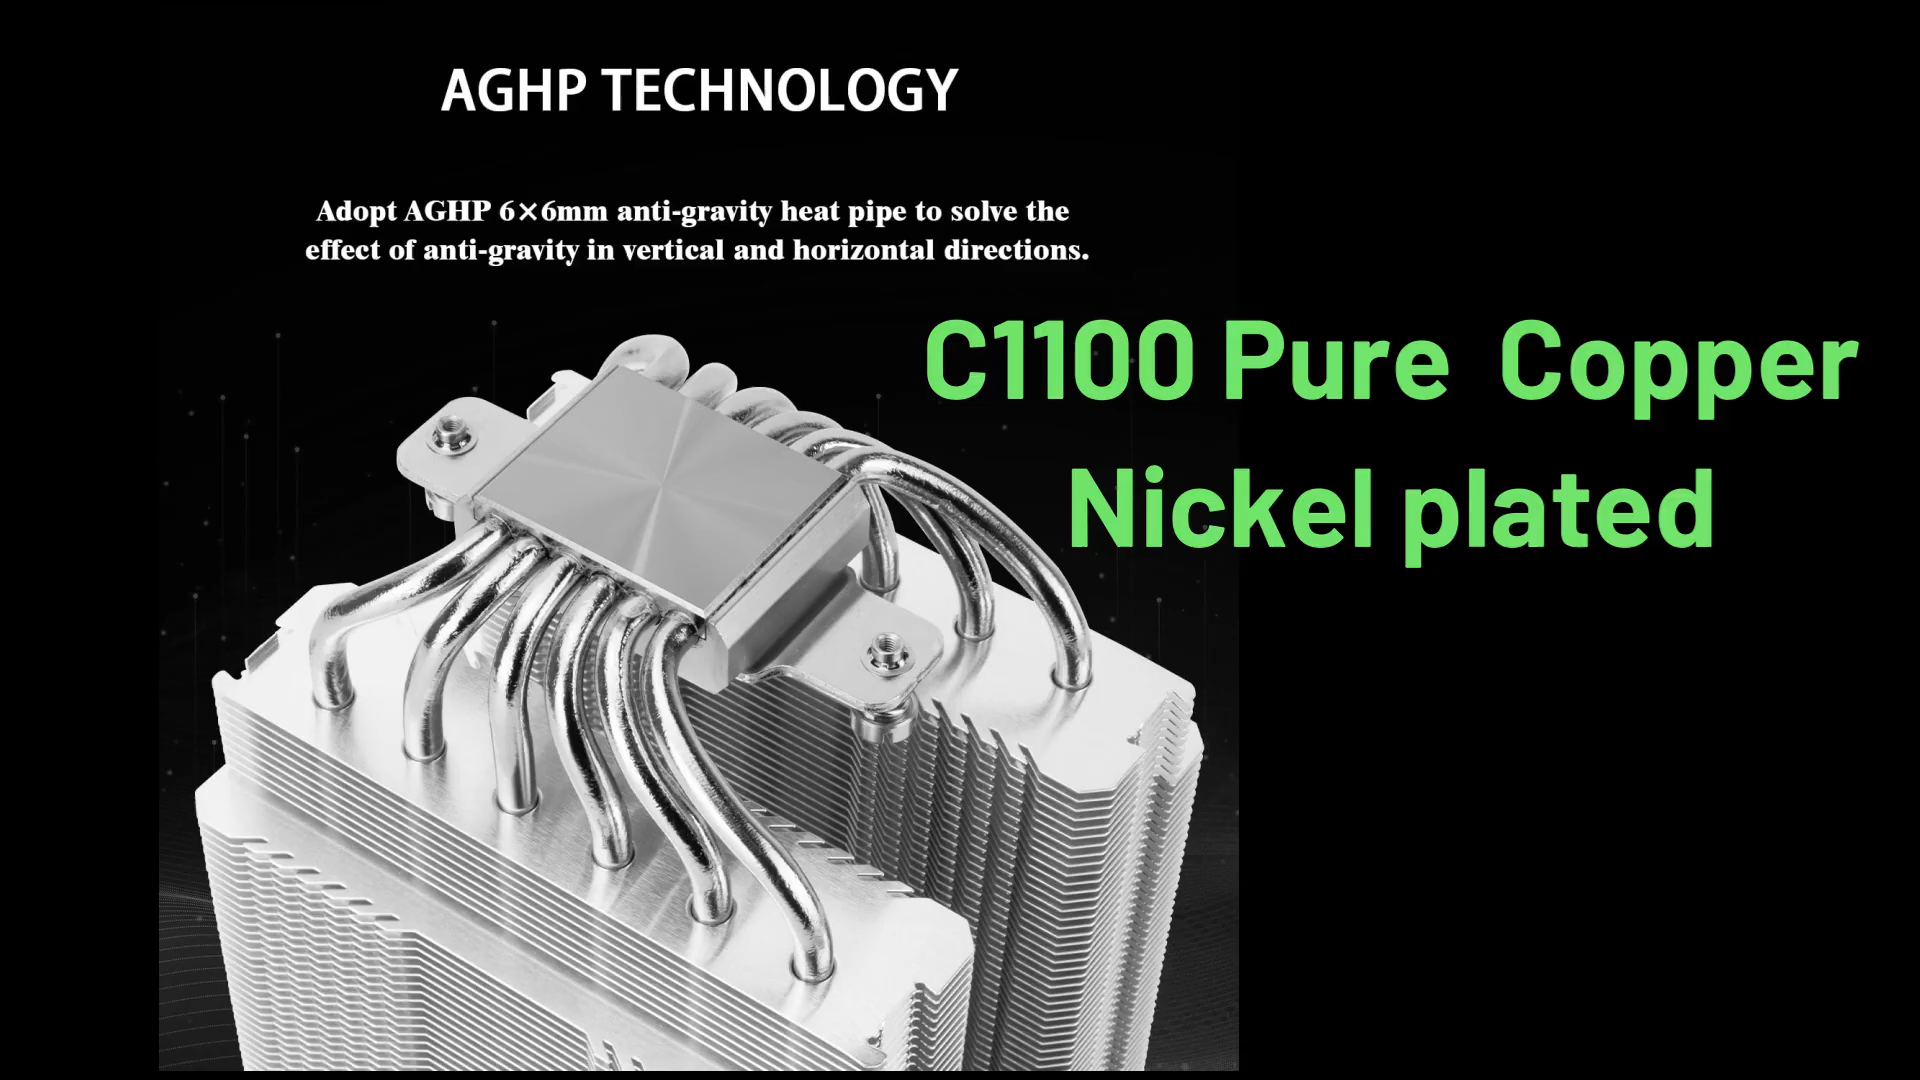 AGHP TECHNOLOGY
Adopt AGHP 6×6mm anti-gravity heat pipe to solve the
effect of anti-gravity in vertical and horizontal directions.
C1100 Pure Copper
Nickel plated